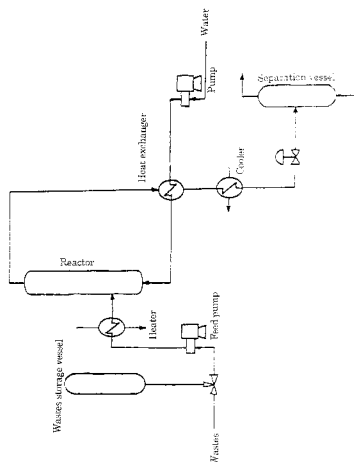 Wastes storage vessel
Reactor
Heat exchanger
Water
Pump
Separation vessel
Cooler
Heater
Feed pump
Wastes